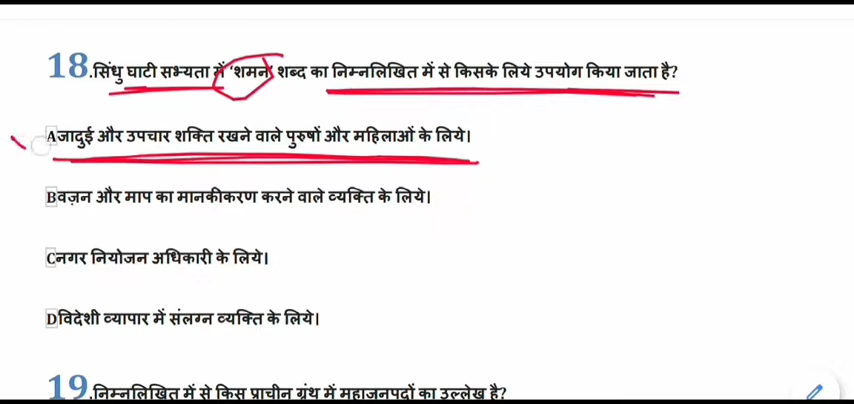 18.सिंधु घाटी सभ्यता में ‘शमन’ शब्द का निम्नलिखित में से किसके लिये उपयोग किया जाता है?
Aजादुई और उपचार शक्ति रखने वाले पुरुषों और महिलाओं के लिये।
Bवज़न और माप का मानकीकरण करने वाले व्यक्ति के लिये।
Cनगर नियोजन अधिकारी के लिये।
Dविदेशी व्यापार में संलग्न व्यक्ति के लिये।
19.निम्नलिखित में से किस प्राचीन ग्रंथ में महाजनपदों का उल्लेख है?